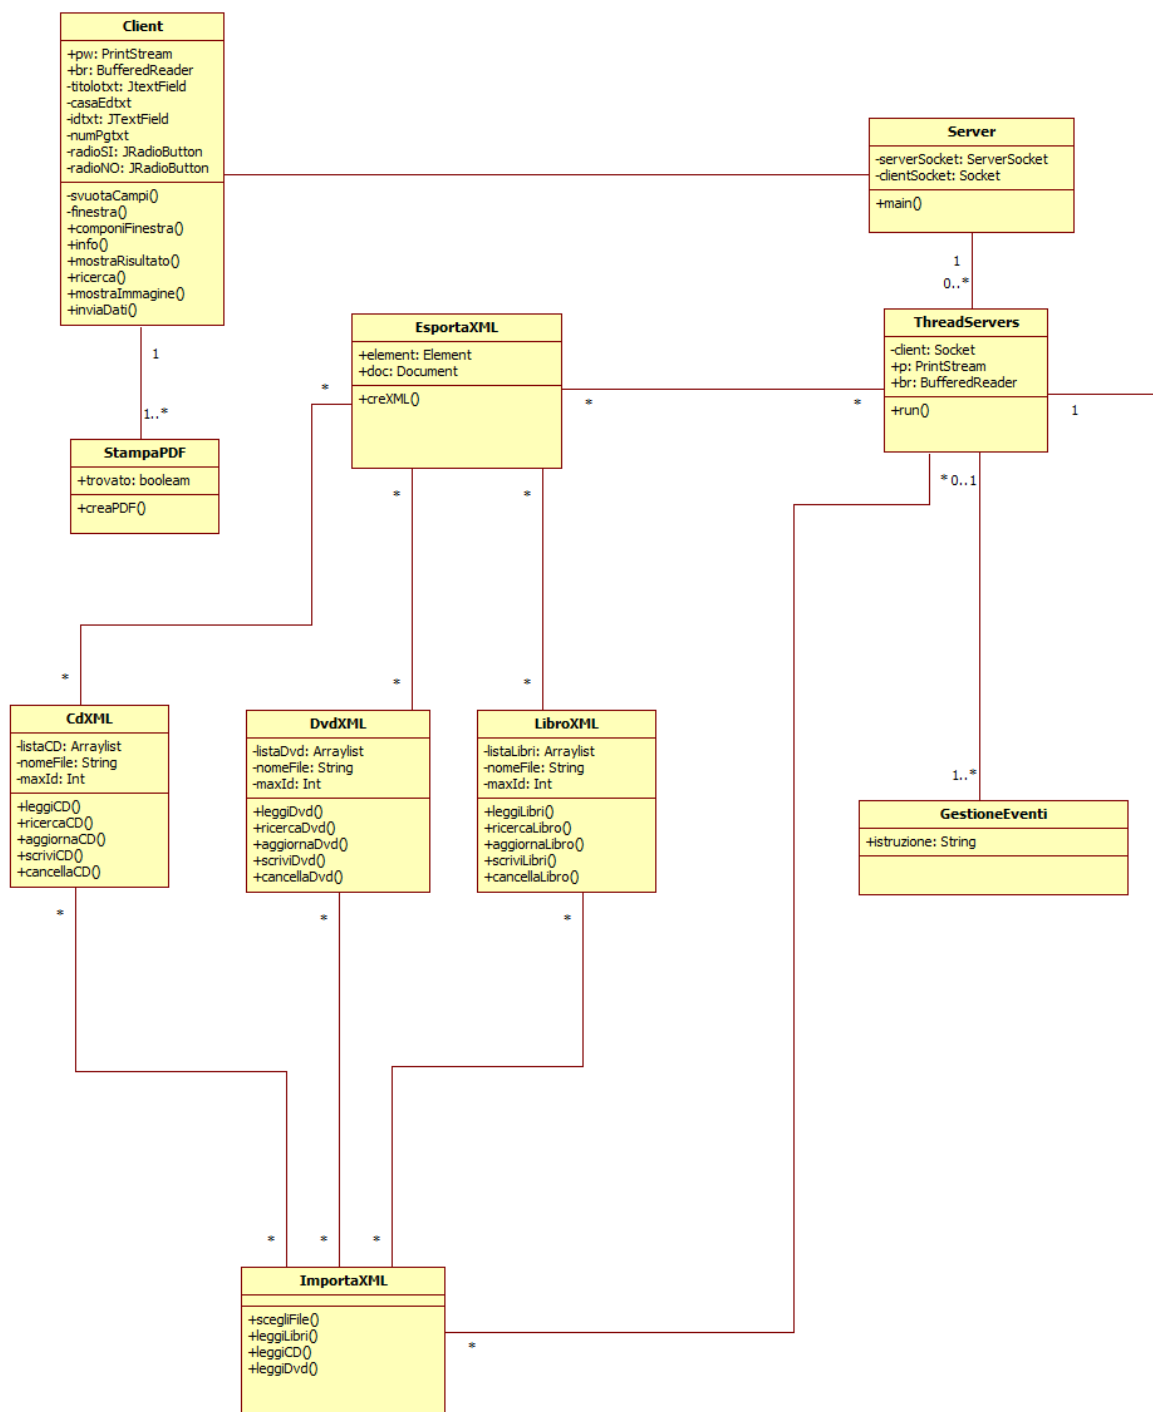 Client
+pw: PrintStream
+br: BufferedReader
-titolotxt: JtextField
-casaEdtxt
-idtxt: JTextField
-numPgtxt
-radioSI: JRadioButton
-radioNO: JRadioButton
-svuotaCampi()
-finestra()
+componiFinestra()
+info()
+mostraRisultato()
+ricerca()
+mostraImmagine()
+inviaDati()
Server
-serverSocket: ServerSocket
-clientSocket: Socket
+main()
1
0..*
1
1..*
EsportaXML
+element: Element
+doc: Document
+creXML()
*
*
*
*
*
ThreadServers
-client: Socket
+p: PrintStream
+br: BufferedReader
+run()
1
* 0..1
StampaPDF
+trovato: booleam
+creaPDF()
*
*
*
CdXML
-listaCD: Arraylist
-nomeFile: String
-maxId: Int
+leggiCD()
+ricercaCD()
+aggiornaCD()
+scriviCD()
+cancellaCD()
*
DvdXML
-listaDvd: Arraylist
-nomeFile: String
-maxId: Int
+leggiDvd()
+ricercaDvd()
+aggiornaDvd()
+scriviDvd()
+cancellaDvd()
*
LibroXML
-listaLibri: Arraylist
-nomeFile: String
-maxId: Int
+leggiLibri()
+ricercaLibro()
+aggiornaLibro()
+scriviLibri()
+cancellaLibro()
*
1..*
GestioneEventi
+istruzione: String
*
*
*
ImportaXML
+scegliFile()
+leggiLibri()
+leggiCD()
+leggiDvd()
*